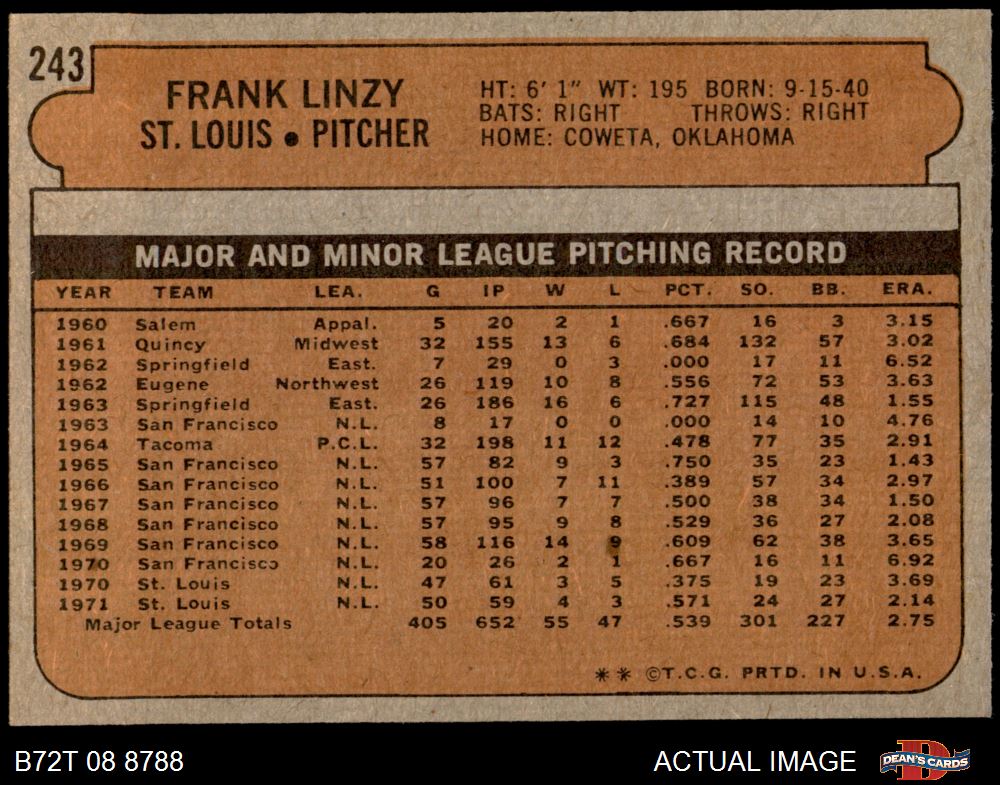 243
FRANK LINZY
ST. LOUIS • PITCHER
HT: 6' 1" WT: 195 BORN: 9-15-40
BATS: RIGHT THROWS: RIGHT
HOME: COWETA, OKLAHOMA
MAJOR AND MINOR LEAGUE PITCHING RECORD
YEAR TEAM LEA. G IP W L PCT. SO. BB. ERA.
1960 Salem Appal. 5 20 2 1 .667 16 3 3.15
1961 Quincy Midwest 32 155 13 6 .684 132 57 3.02
1962 Springfield East. 7 29 0 3 .000 17 11 6.52
1962 Eugene Northwest 26 119 10 8 .556 72 53 3.63
1963 Springfield East. 26 186 16 6 .727 115 48 1.55
1963 San Francisco N.L. 8 17 0 0 .000 14 10 4.76
1964 Tacoma P.C.L. 32 198 11 12 .478 77 35 2.91
1965 San Francisco N.L. 57 82 9 3 .750 35 23 1.43
1966 San Francisco N.L. 51 100 7 11 .389 57 34 2.97
1967 San Francisco N.L. 57 96 7 7 .500 38 34 1.50
1968 San Francisco N.L. 57 95 9 8 .529 36 27 2.08
1969 San Francisco N.L. 58 116 14 9 .609 62 38 3.65
1970 San Francisco N.L. 20 26 2 1 .667 16 11 6.92
1970 St. Louis N.L. 47 61 3 5 .375 19 23 3.69
1971 St. Louis N.L. 50 59 4 3 .571 24 27 2.14
Major League Totals 405 652 55 47 .539 301 227 2.75
** ©T.C.G. PRTD. IN U.S.A.
B72T 08 8788 ACTUAL IMAGE
D DEAN'S CARDS